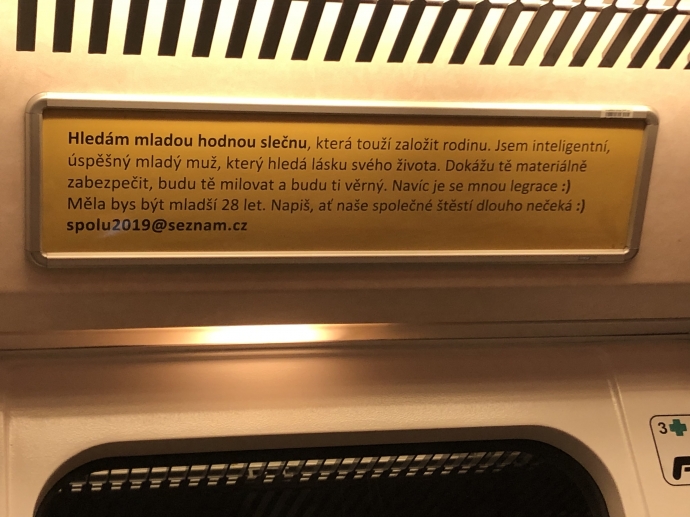 Hledám mladou hodnou slečnu, která touží založit rodinu. Jsem inteligentní,
úspěšný mladý muž, který hledá lásku svého života. Dokážu tě materiálně
zabezpečit, budu tě milovat a budu ti věrný. Navíc je se mnou legrace :)
Měla bys být mladší 28 let. Napiš, ať naše společné štěstí dlouho nečeká :)
spolu2019@seznam.cz
3